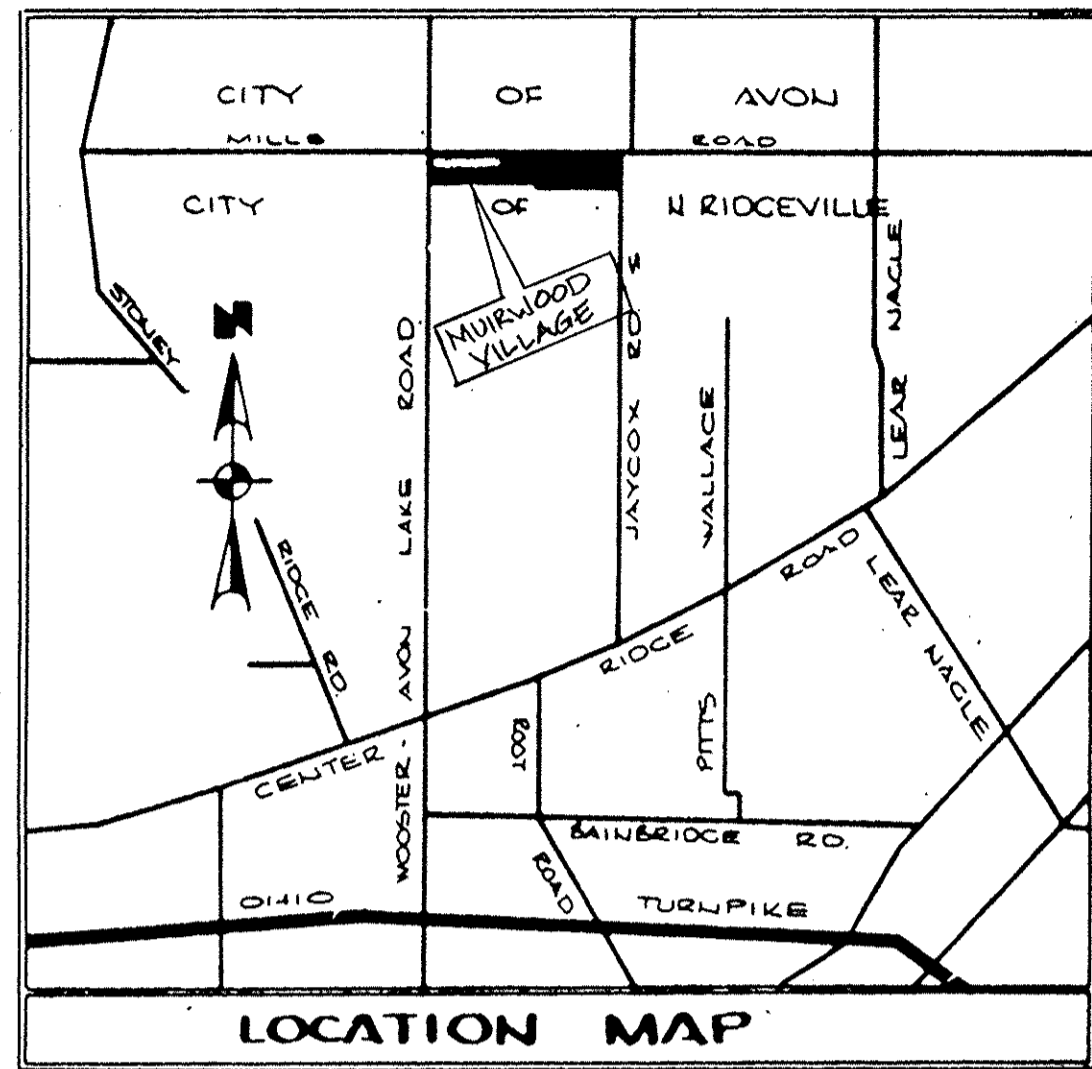 CITY OF AVON
MILLS ROAD
CITY OF N RIDGEVILLE
MUIRWOOD
VILLAGE
STONEY
N
RIDGE RD.
WOOSTER - AVON LAKE ROAD
JAYCOX RD.
WALLACE
PITTS
LEAR NAGLE
LEAR NAGLE
CENTER RIDGE ROAD
ROOT
ROAD
BAINBRIDGE RD.
OHIO TURNPIKE
LOCATION MAP